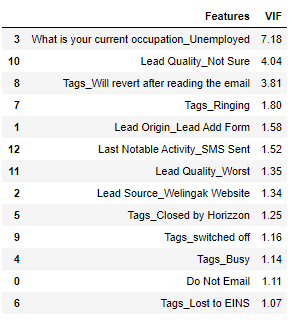 Features VIF
3 What is your current occupation_Unemployed 7.18
10 Lead Quality_Not Sure 4.04
8 Tags_Will revert after reading the email 3.81
7 Tags_Ringing 1.80
1 Lead Origin_Lead Add Form 1.58
12 Last Notable Activity_SMS Sent 1.52
11 Lead Quality_Worst 1.35
2 Lead Source_Welingak Website 1.34
5 Tags_Closed by Horizzon 1.25
9 Tags_switched off 1.16
4 Tags_Busy 1.14
0 Do Not Email 1.11
6 Tags_Lost to EINS 1.07